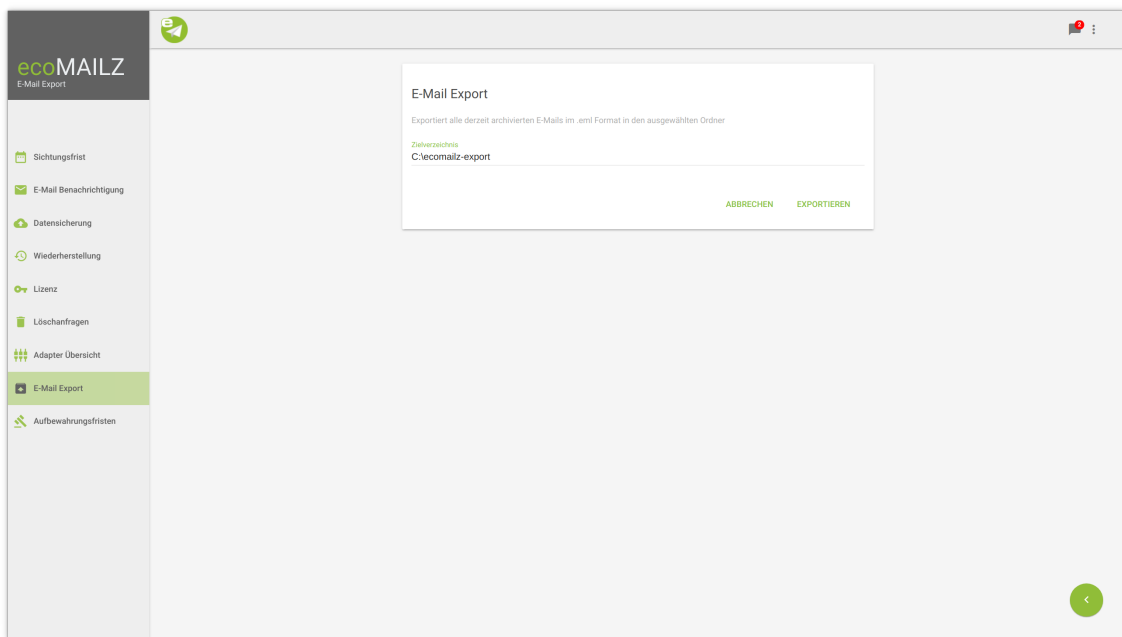 e
2
ecoMAILZ
E-Mail Export
Sichtungsfrist
E-Mail Benachrichtigung
Datensicherung
Wiederherstellung
Lizenz
Löschanfragen
Adapter Übersicht
E-Mail Export
Aufbewahrungsfristen
E-Mail Export
Exportiert alle derzeit archivierten E-Mails im .eml Format in den ausgewählten Ordner
Zielverzeichnis
C:\ecomailz-export
ABBRECHEN EXPORTIEREN